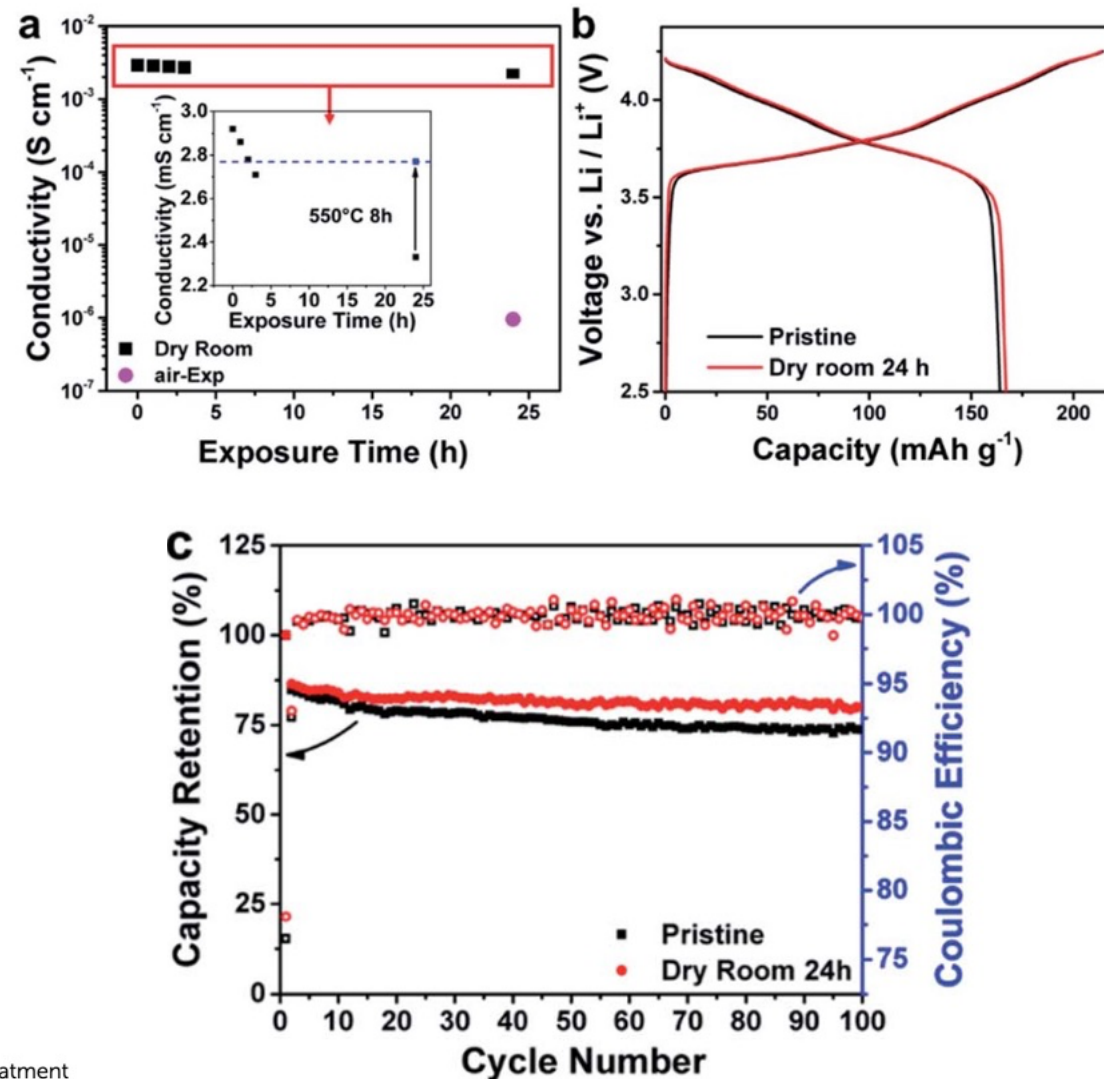 a
Conductivity (S cm⁻¹)
10⁻²
10⁻³
10⁻⁴
10⁻⁵
10⁻⁶
10⁻⁷
Conductivity (mS cm⁻¹)
3.0
2.8
2.6
2.4
2.2
550°C 8h
0 5 10 15 20 25
Exposure Time (h)
Dry Room
air-Exp
0 5 10 15 20 25
Exposure Time (h)
b
Voltage vs. Li / Li⁺ (V)
4.0
3.5
3.0
2.5
Pristine
Dry room 24 h
0 50 100 150 200
Capacity (mAh g⁻¹)
c
Capacity Retention (%)
125
100
75
50
25
0
105
100
95
90
85
80
75
Coulombic Efficiency (%)
Pristine
Dry Room 24h
0 10 20 30 40 50 60 70 80 90 100
Cycle Number
atment